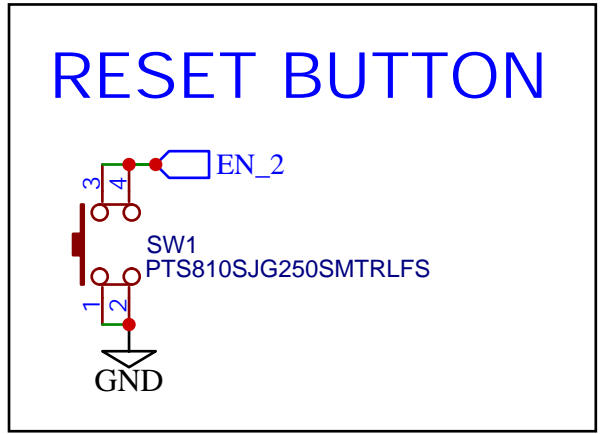 RESET BUTTON
EN_2
3 4
SW1
PTS810SJG250SMTRLFS
1 2
GND